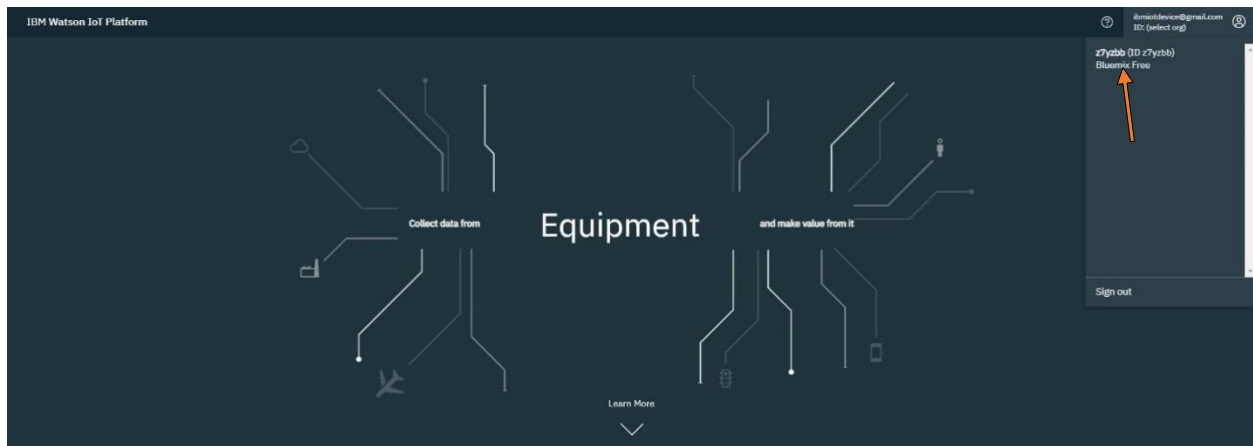 IBM Watson IoT Platform
ibmiotdevice@gmail.com
ID: (select org)
z7yzbb (ID z7yzbb)
Bluemix Free
Collect data from Equipment and make value from it
Sign out
Learn More